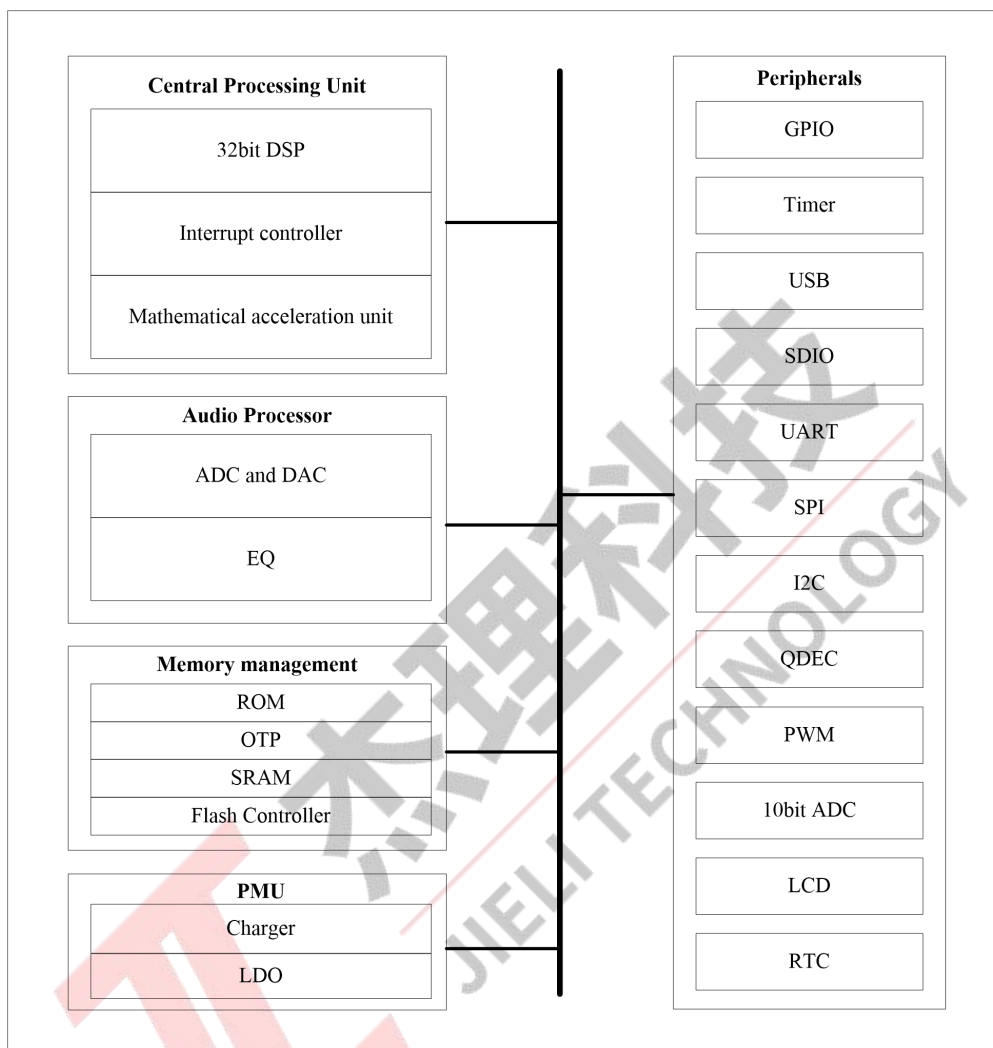 Central Processing Unit
32bit DSP
Interrupt controller
Mathematical acceleration unit
Audio Processor
ADC and DAC
EQ
Memory management
ROM
OTP
SRAM
Flash Controller
PMU
Charger
LDO
Peripherals
GPIO
Timer
USB
SDIO
UART
SPI
I2C
QDEC
PWM
10bit ADC
LCD
RTC
杰理科技
JIELI TECHNOLOGY